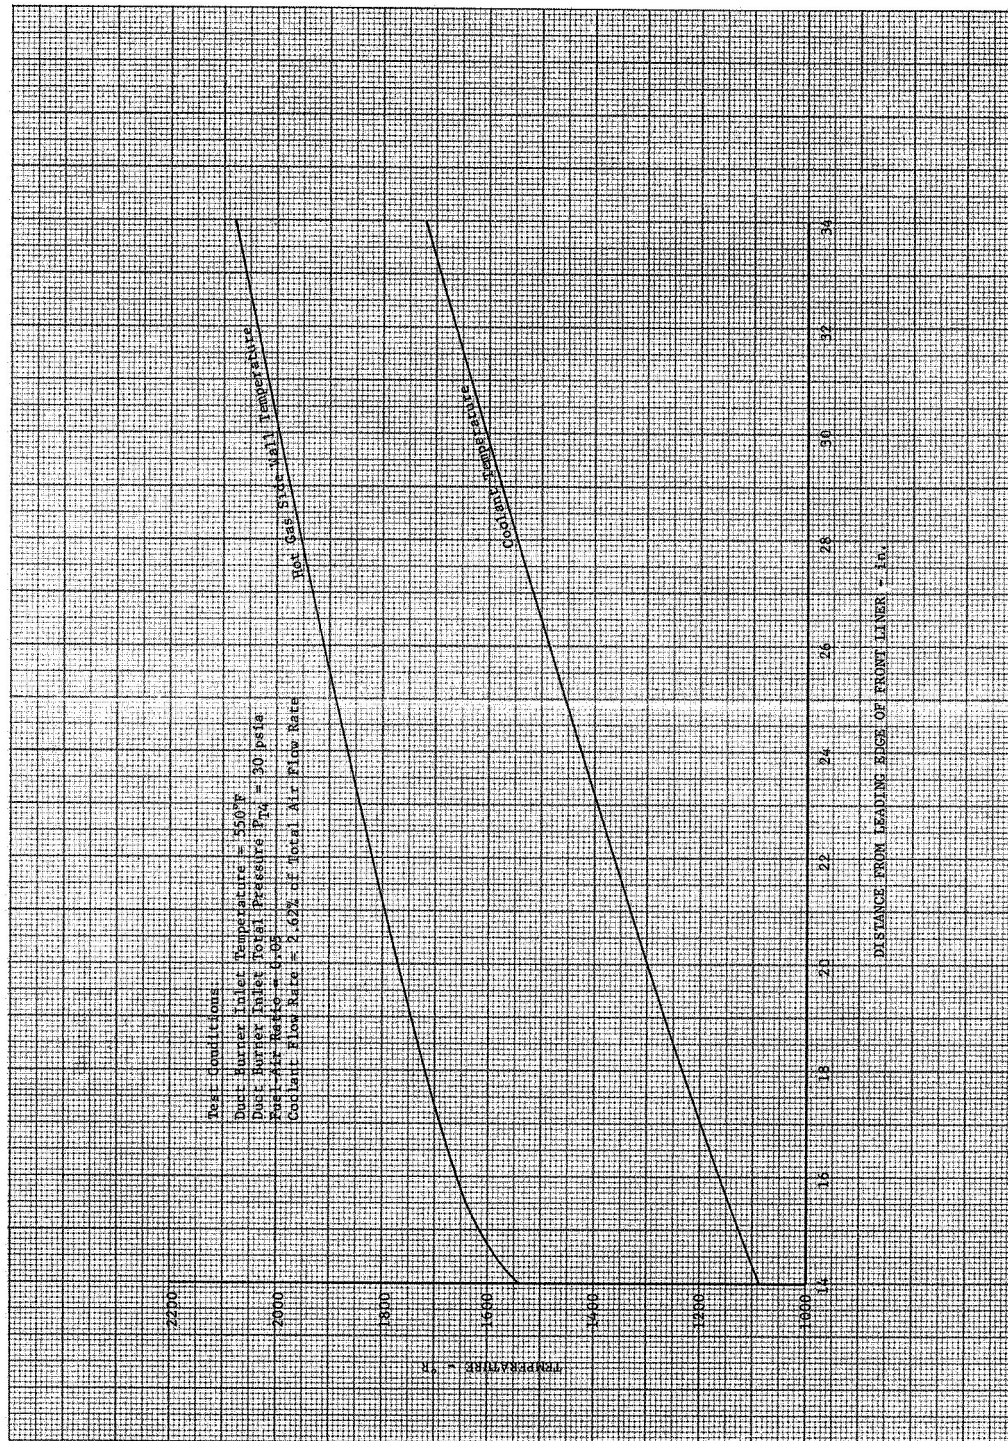 Test Conditions
Duct Burner Inlet Temperature = 550°F
Duct Burner Inlet Total Pressure PT4 = 30 psia
Fuel-Air Ratio = 0.05
Coolant Flow Rate = 2.62% of Total Air Flow Rate
Hot Gas Side Wall Temperature
Coolant Temperature
TEMPERATURE - °R
2200
2000
1800
1600
1400
1200
1000
14 16 18 20 22 24 26 28 30 32 34
DISTANCE FROM LEADING EDGE OF FRONT LINER - in.